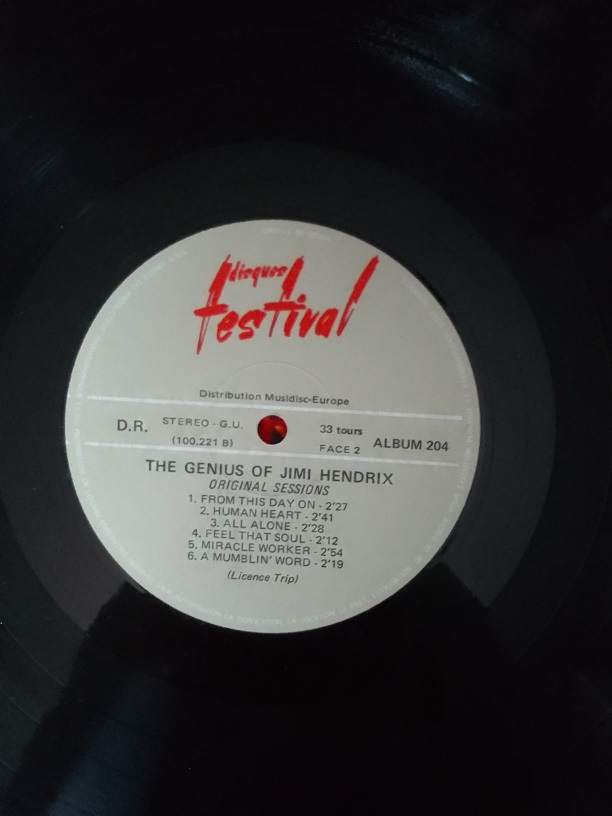 disques
festival
Distribution Musidisc-Europe
D.R.
STEREO - G.U.
(100.221 B)
33 tours
FACE 2
ALBUM 204
THE GENIUS OF JIMI HENDRIX
ORIGINAL SESSIONS
1. FROM THIS DAY ON - 2'27
2. HUMAN HEART - 2'41
3. ALL ALONE - 2'28
4. FEEL THAT SOUL - 2'12
5. MIRACLE WORKER - 2'54
6. A MUMBLIN' WORD - 2'19
(Licence Trip)